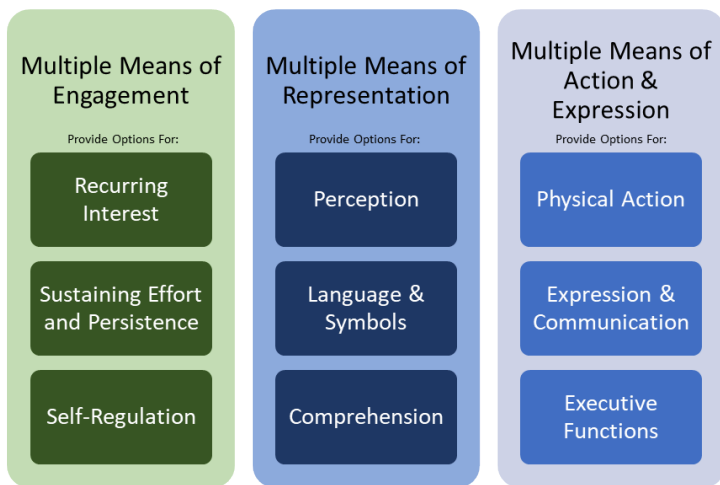 Multiple Means of
Engagement
Provide Options For:
Recurring
Interest
Sustaining Effort
and Persistence
Self-Regulation
Multiple Means of
Representation
Provide Options For:
Perception
Language &
Symbols
Comprehension
Multiple Means of
Action &
Expression
Provide Options For:
Physical Action
Expression &
Communication
Executive
Functions